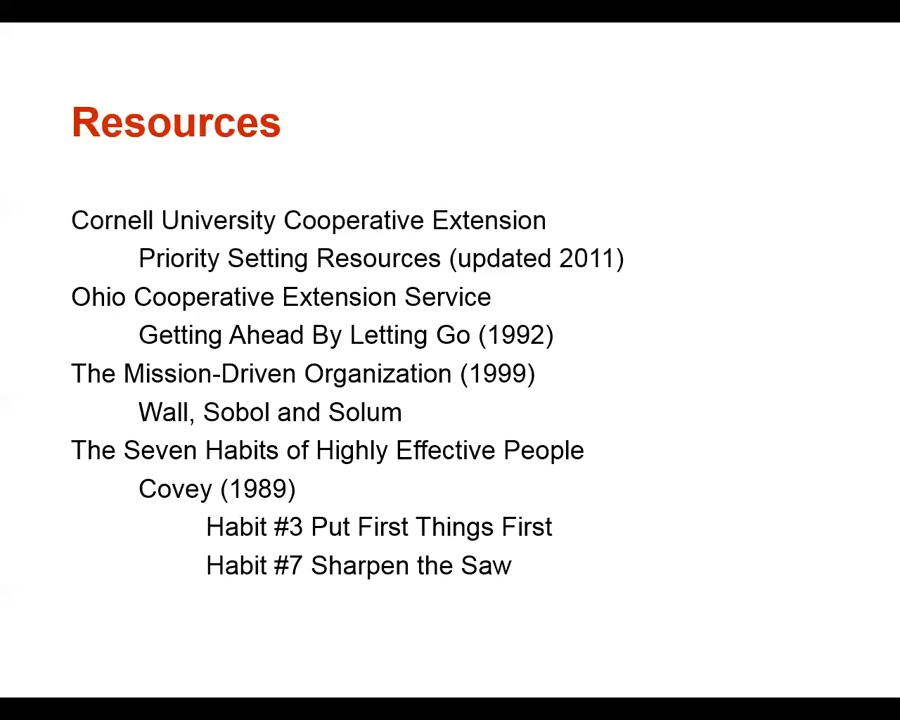 Resources
Cornell University Cooperative Extension
Priority Setting Resources (updated 2011)
Ohio Cooperative Extension Service
Getting Ahead By Letting Go (1992)
The Mission-Driven Organization (1999)
Wall, Sobol and Solum
The Seven Habits of Highly Effective People
Covey (1989)
Habit #3 Put First Things First
Habit #7 Sharpen the Saw